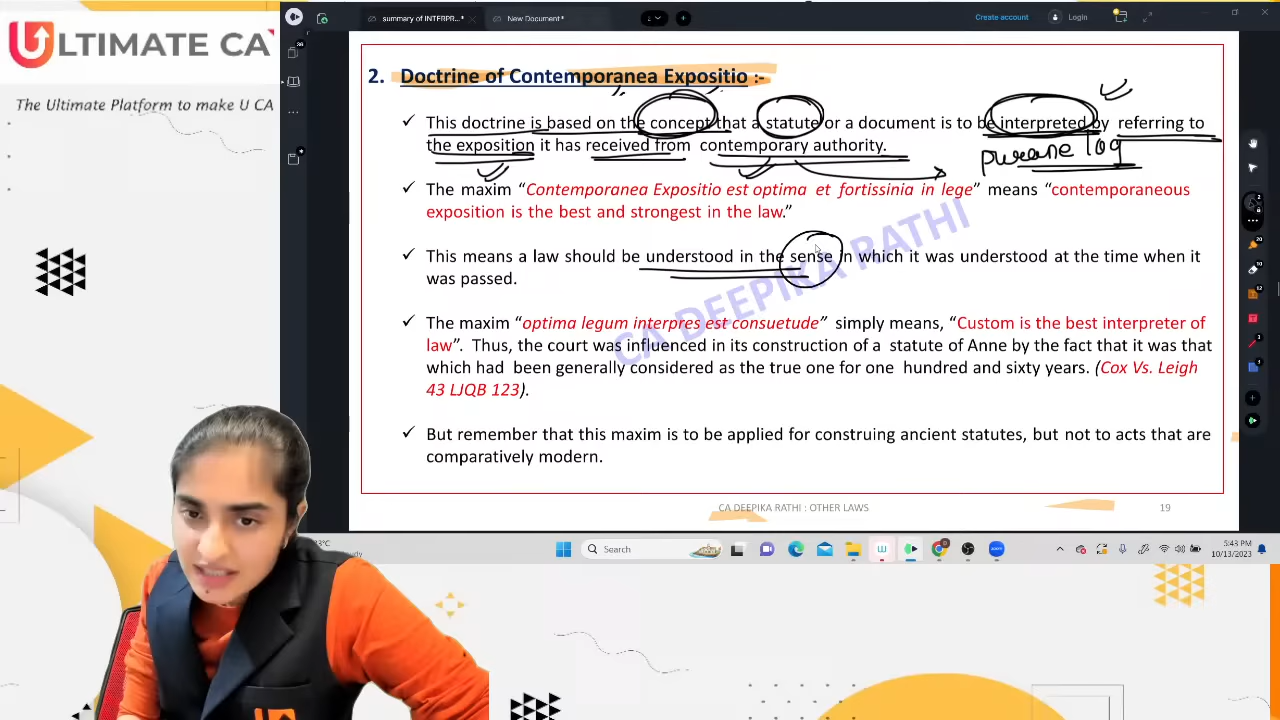 ULTIMATE CA
The Ultimate Platform to make U CA
summary of INTERPR...*
New Document*
Create account
Login
2. Doctrine of Contemporanea Expositio :-
✓ This doctrine is based on the concept that a statute or a document is to be interpreted by referring to
the exposition it has received from contemporary authority.
purane log
✓ The maxim “Contemporanea Expositio est optima et fortissinia in lege” means “contemporaneous
exposition is the best and strongest in the law.”
✓ This means a law should be understood in the sense in which it was understood at the time when it
was passed.
✓ The maxim “optima legum interpres est consuetude” simply means, “Custom is the best interpreter of
law”. Thus, the court was influenced in its construction of a statute of Anne by the fact that it was that
which had been generally considered as the true one for one hundred and sixty years. (Cox Vs. Leigh
43 LJQB 123).
✓ But remember that this maxim is to be applied for construing ancient statutes, but not to acts that are
comparatively modern.
CA DEEPIKA RATHI
CA DEEPIKA RATHI : OTHER LAWS
19
Search
5:43 PM
10/13/2023